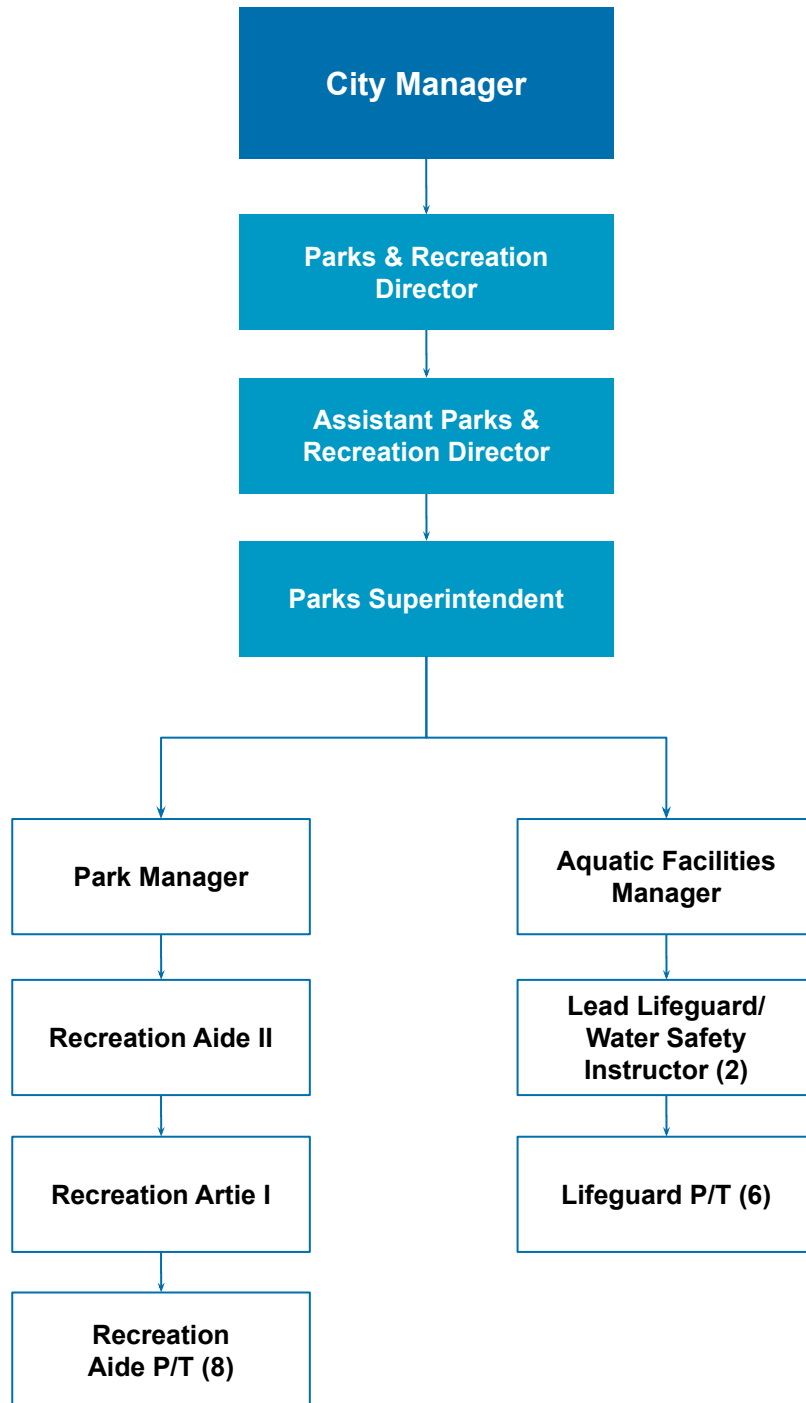 City Manager
Parks & Recreation
Director
Assistant Parks &
Recreation Director
Parks Superintendent
Park Manager
Recreation Aide II
Recreation Artie I
Recreation
Aide P/T (8)
Aquatic Facilities
Manager
Lead Lifeguard/
Water Safety
Instructor (2)
Lifeguard P/T (6)